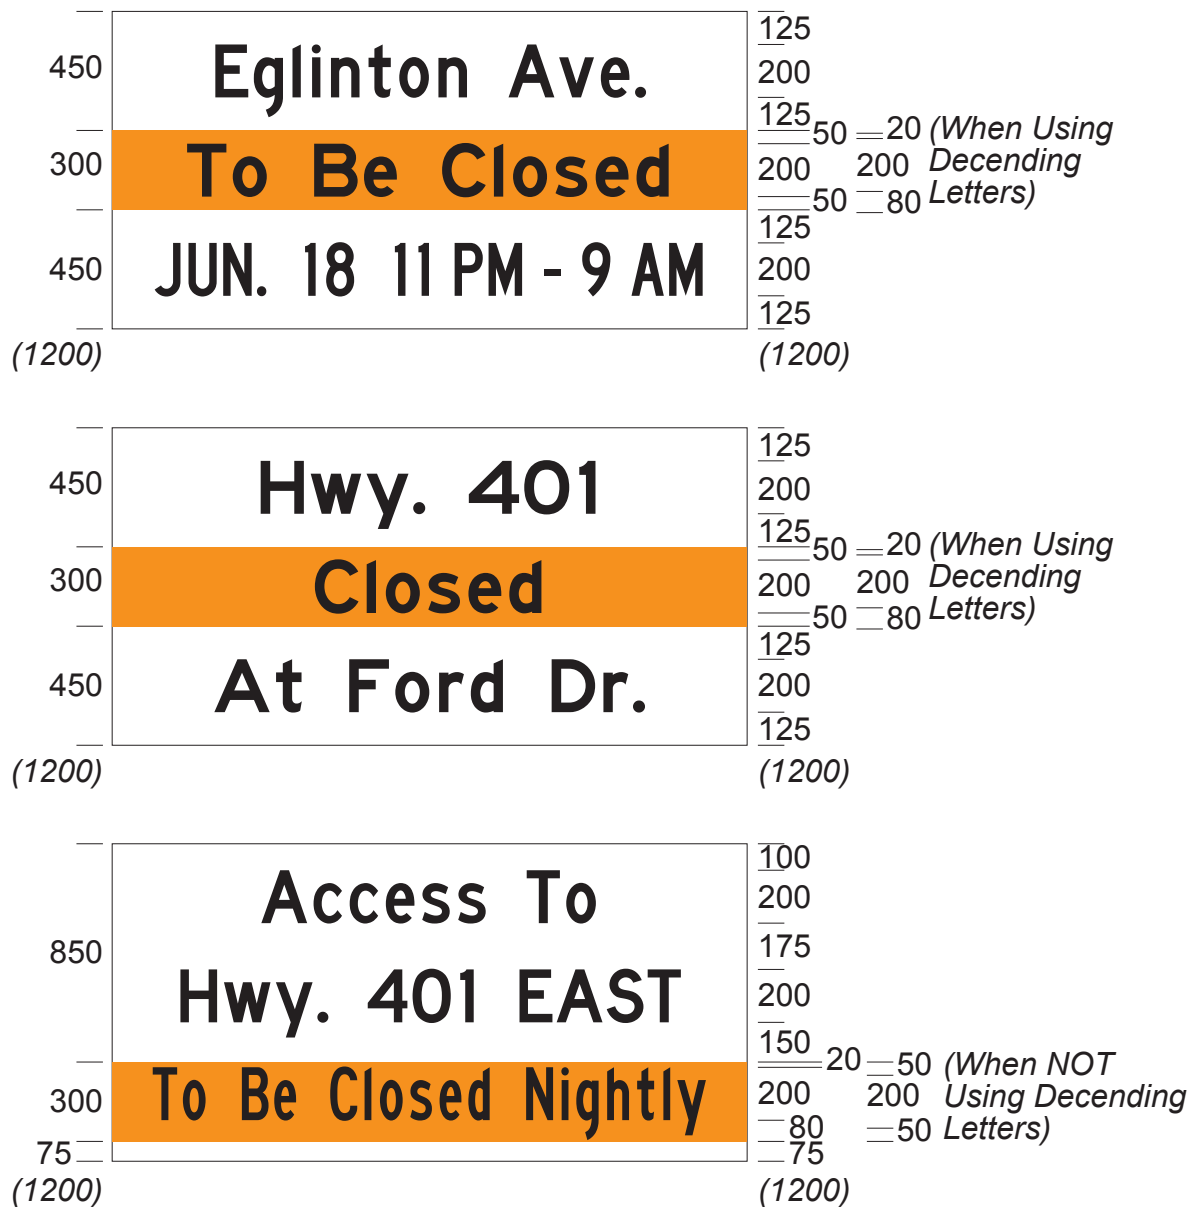 450
300
450
(1200)
Eglinton Ave.
To Be Closed
JUN. 18 11 PM - 9 AM
125
200
125
50
200
50
125
200
125
(1200)
20
200
80
(When Using
Decending
Letters)
450
300
450
(1200)
Hwy. 401
Closed
At Ford Dr.
125
200
125
50
200
50
125
200
125
(1200)
20
200
80
(When Using
Decending
Letters)
850
300
75
(1200)
Access To
Hwy. 401 EAST
To Be Closed Nightly
100
200
175
200
150
20
200
80
75
(1200)
50
200
50
(When NOT
Using Decending
Letters)